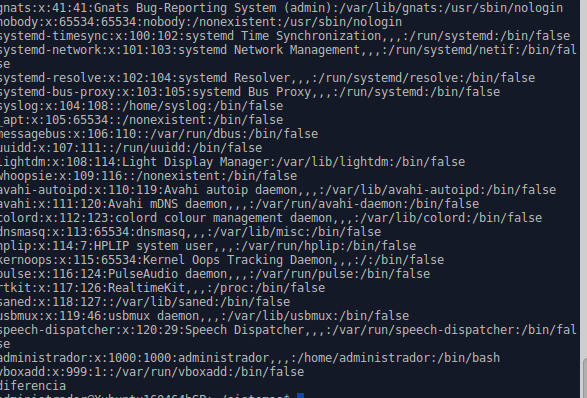 gnats:x:41:41:Gnats Bug-Reporting System (admin):/var/lib/gnats:/usr/sbin/nologin
nobody:x:65534:65534:nobody:/nonexistent:/usr/sbin/nologin
systemd-timesync:x:100:102:systemd Time Synchronization,,,:/run/systemd:/bin/false
systemd-network:x:101:103:systemd Network Management,,,:/run/systemd/netif:/bin/fal
se
systemd-resolve:x:102:104:systemd Resolver,,,:/run/systemd/resolve:/bin/false
systemd-bus-proxy:x:103:105:systemd Bus Proxy,,,:/run/systemd:/bin/false
syslog:x:104:108::/home/syslog:/bin/false
_apt:x:105:65534::/nonexistent:/bin/false
messagebus:x:106:110::/var/run/dbus:/bin/false
uuidd:x:107:111::/run/uuidd:/bin/false
lightdm:x:108:114:Light Display Manager:/var/lib/lightdm:/bin/false
whoopsie:x:109:116::/nonexistent:/bin/false
avahi-autoipd:x:110:119:Avahi autoip daemon,,,:/var/lib/avahi-autoipd:/bin/false
avahi:x:111:120:Avahi mDNS daemon,,,:/var/run/avahi-daemon:/bin/false
colord:x:112:123:colord colour management daemon,,,:/var/lib/colord:/bin/false
dnsmasq:x:113:65534:dnsmasq,,,:/var/lib/misc:/bin/false
hplip:x:114:7:HPLIP system user,,,:/var/run/hplip:/bin/false
kernoops:x:115:65534:Kernel Oops Tracking Daemon,,,:/:/bin/false
pulse:x:116:124:PulseAudio daemon,,,:/var/run/pulse:/bin/false
rtkit:x:117:126:RealtimeKit,,,:/proc:/bin/false
saned:x:118:127::/var/lib/saned:/bin/false
usbmux:x:119:46:usbmux daemon,,,:/var/lib/usbmux:/bin/false
speech-dispatcher:x:120:29:Speech Dispatcher,,,:/var/run/speech-dispatcher:/bin/fal
se
administrador:x:1000:1000:administrador,,,:/home/administrador:/bin/bash
vboxadd:x:999:1::/var/run/vboxadd:/bin/false
diferencia